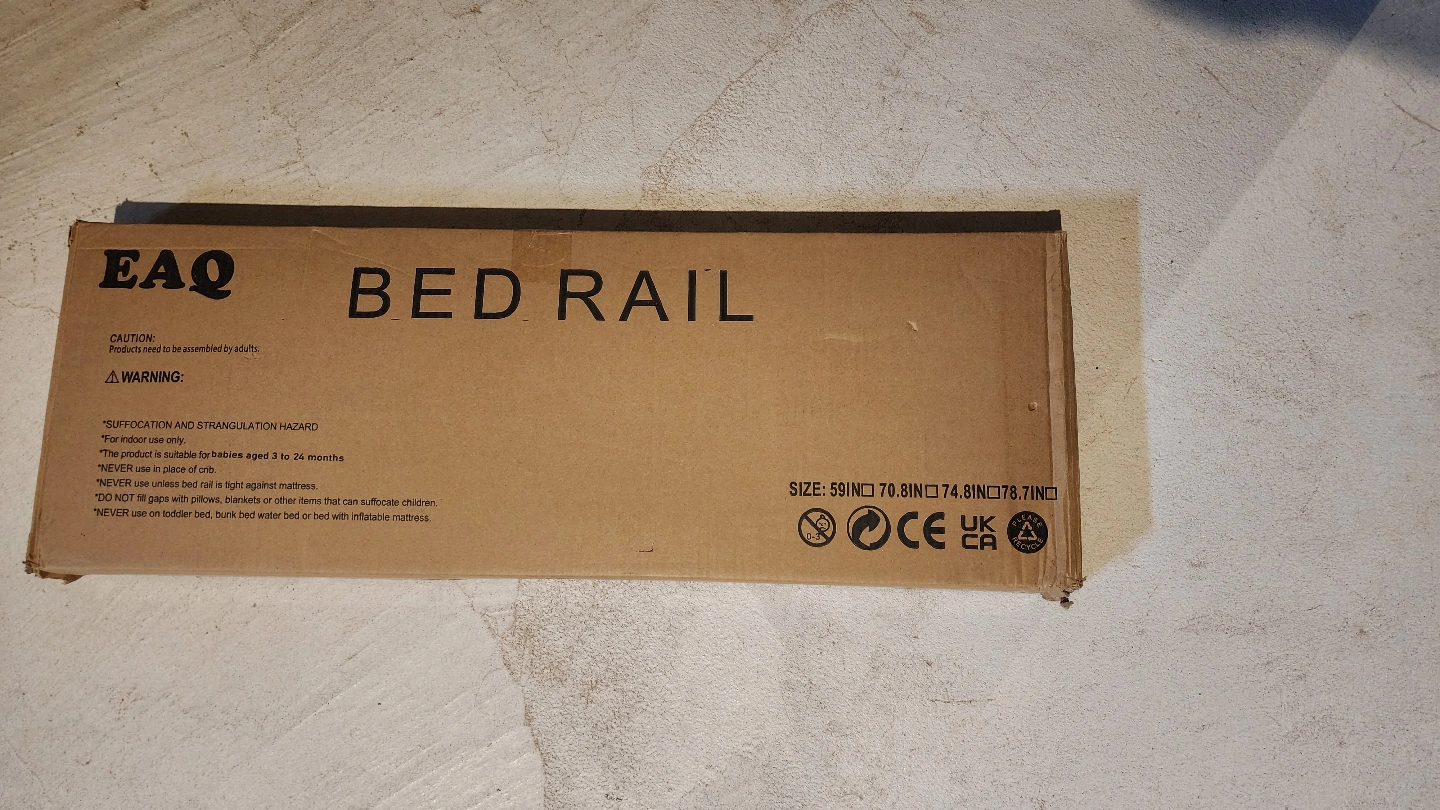 EAQ
BED RAIL
CAUTION:
Products need to be assembled by adults.
⚠WARNING:
*SUFFOCATION AND STRANGULATION HAZARD
*For indoor use only.
*The product is suitable for babies aged 3 to 24 months
*NEVER use in place of crib.
*NEVER use unless bed rail is tight against mattress.
*DO NOT fill gaps with pillows, blankets or other items that can suffocate children.
*NEVER use on toddler bed, bunk bed water bed or bed with inflatable mattress.
SIZE: 59IN☐ 70.8IN☐ 74.8IN☐78.7IN☐
0-3
CE
UK
CA
PLEASE
RECYCLE